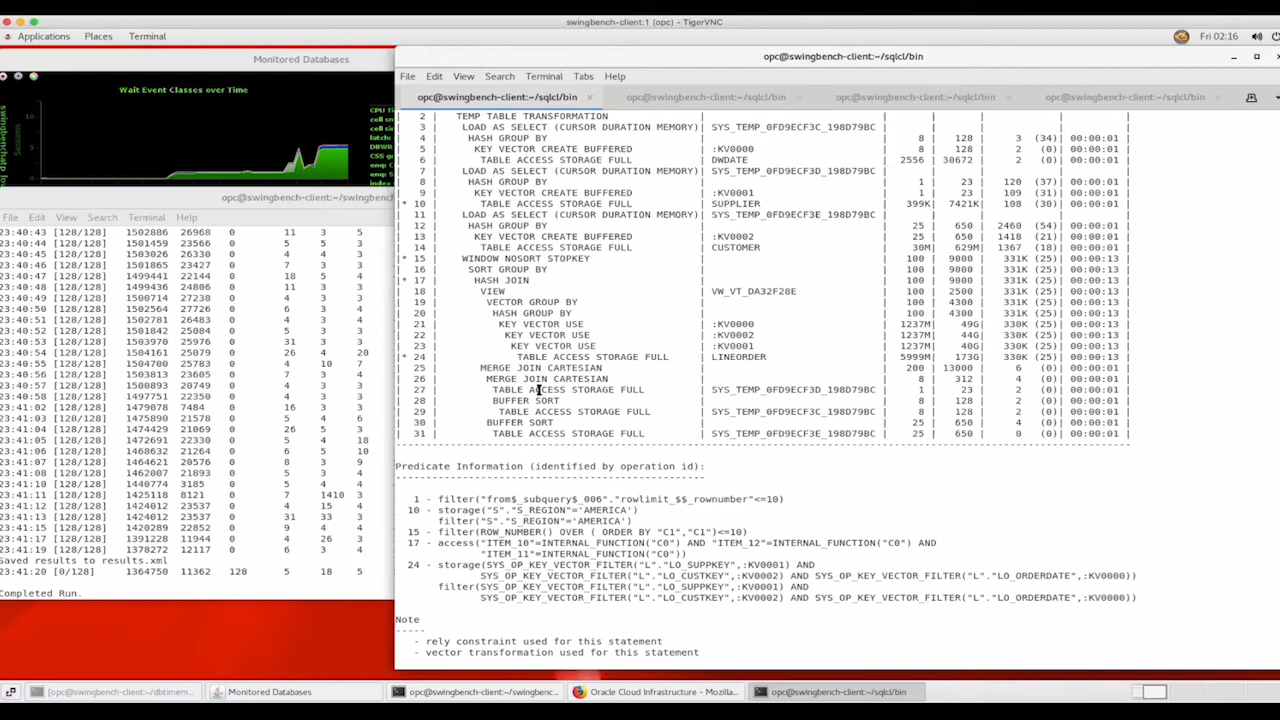 swingbench-client:1 (opc) - TigerVNC
Applications Places Terminal
Fri 02:16
Monitored Databases
Wait Event Classes over Time
Sessions
10
0
CPU Ti
cell sin
latch:
DBWR
CSS g
enq: C
index
opc@swingbench-client:~/swingbenc
File Edit View Search Terminal Help
23:40:43 [128/128] 1502886 26968 0 11 3 5
23:40:44 [128/128] 1501459 23566 0 5 5 3
23:40:45 [128/128] 1503026 26330 0 4 4 3
23:40:46 [128/128] 1501865 23427 0 7 3 3
23:40:47 [128/128] 1499441 22144 0 18 5 4
23:40:48 [128/128] 1499436 24806 0 11 3 3
23:40:49 [128/128] 1500714 27238 0 4 3 3
23:40:50 [128/128] 1502564 27726 0 6 3 4
23:40:51 [128/128] 1502781 26483 0 4 3 3
23:40:52 [128/128] 1501842 25084 0 5 3 3
23:40:53 [128/128] 1503970 25976 0 31 3 3
23:40:54 [128/128] 1504161 25079 0 26 4 20
23:40:55 [128/128] 1504700 25783 0 4 10 7
23:40:56 [128/128] 1503813 23605 0 7 3 4
23:40:57 [128/128] 1500893 20749 0 4 3 3
23:40:58 [128/128] 1497751 22350 0 4 3 3
23:41:02 [128/128] 1479078 7484 0 16 3 3
23:41:03 [128/128] 1475890 21578 0 5 4 6
23:41:04 [128/128] 1474429 21069 0 26 5 3
23:41:05 [128/128] 1472691 22330 0 5 4 18
23:41:06 [128/128] 1468632 21264 0 6 5 10
23:41:07 [128/128] 1464621 20576 0 8 3 9
23:41:08 [128/128] 1462007 21893 0 5 3 4
23:41:10 [128/128] 1440774 3185 0 5 4 4
23:41:11 [128/128] 1425118 8121 0 7 1410 3
23:41:12 [128/128] 1424012 23537 0 4 15 4
23:41:13 [128/128] 1424012 23537 0 31 33 3
23:41:15 [128/128] 1420289 22852 0 9 4 4
23:41:17 [128/128] 1391228 11944 0 4 26 3
23:41:19 [128/128] 1378272 12117 0 6 3 4
Saved results to results.xml
23:41:20 [0/128] 1364750 11362 128 5 18 5
Completed Run.
opc@swingbench-client:~/sqlcl/bin
File Edit View Search Terminal Tabs Help
opc@swingbench-client:~/sqlcl/bin × opc@swingbench-client:~/sqlcl/bin opc@swingbench-client:~/sqlcl/bin opc@swingbench-client:~/sqlcl/bin
| 2 | TEMP TABLE TRANSFORMATION | | | | | |
| 3 | LOAD AS SELECT (CURSOR DURATION MEMORY)| SYS_TEMP_0FD9ECF3C_198D79BC | | | | |
| 4 | HASH GROUP BY | | 8 | 128 | 3 (34)| 00:00:01 |
| 5 | KEY VECTOR CREATE BUFFERED | :KV0000 | 8 | 128 | 2 (0)| 00:00:01 |
| 6 | TABLE ACCESS STORAGE FULL | DWDATE | 2556 | 30672 | 2 (0)| 00:00:01 |
| 7 | LOAD AS SELECT (CURSOR DURATION MEMORY)| SYS_TEMP_0FD9ECF3D_198D79BC | | | | |
| 8 | HASH GROUP BY | | 1 | 23 | 120 (37)| 00:00:01 |
| 9 | KEY VECTOR CREATE BUFFERED | :KV0001 | 1 | 23 | 109 (31)| 00:00:01 |
|* 10 | TABLE ACCESS STORAGE FULL | SUPPLIER | 399K| 7421K| 108 (30)| 00:00:01 |
| 11 | LOAD AS SELECT (CURSOR DURATION MEMORY)| SYS_TEMP_0FD9ECF3E_198D79BC | | | | |
| 12 | HASH GROUP BY | | 25 | 650 | 2460 (54)| 00:00:01 |
| 13 | KEY VECTOR CREATE BUFFERED | :KV0002 | 25 | 650 | 1418 (21)| 00:00:01 |
| 14 | TABLE ACCESS STORAGE FULL | CUSTOMER | 30M| 629M| 1367 (18)| 00:00:01 |
|* 15 | WINDOW NOSORT STOPKEY | | 100 | 9000 | 331K (25)| 00:00:13 |
| 16 | SORT GROUP BY | | 100 | 9000 | 331K (25)| 00:00:13 |
|* 17 | HASH JOIN | | 100 | 9000 | 331K (25)| 00:00:13 |
| 18 | VIEW | VW_VT_DA32F28E | 100 | 2500 | 331K (25)| 00:00:13 |
| 19 | VECTOR GROUP BY | | 100 | 4300 | 331K (25)| 00:00:13 |
| 20 | HASH GROUP BY | | 100 | 4300 | 331K (25)| 00:00:13 |
| 21 | KEY VECTOR USE | :KV0000 | 1237M| 49G| 330K (25)| 00:00:13 |
| 22 | KEY VECTOR USE | :KV0002 | 1237M| 44G| 330K (25)| 00:00:13 |
| 23 | KEY VECTOR USE | :KV0001 | 1237M| 40G| 330K (25)| 00:00:13 |
|* 24 | TABLE ACCESS STORAGE FULL | LINEORDER | 5999M| 173G| 330K (25)| 00:00:13 |
| 25 | MERGE JOIN CARTESIAN | | 200 | 13000 | 6 (0)| 00:00:01 |
| 26 | MERGE JOIN CARTESIAN | | 8 | 312 | 4 (0)| 00:00:01 |
| 27 | TABLE ACCESS STORAGE FULL | SYS_TEMP_0FD9ECF3D_198D79BC | 1 | 23 | 2 (0)| 00:00:01 |
| 28 | BUFFER SORT | | 8 | 128 | 2 (0)| 00:00:01 |
| 29 | TABLE ACCESS STORAGE FULL | SYS_TEMP_0FD9ECF3C_198D79BC | 8 | 128 | 2 (0)| 00:00:01 |
| 30 | BUFFER SORT | | 25 | 650 | 4 (0)| 00:00:01 |
| 31 | TABLE ACCESS STORAGE FULL | SYS_TEMP_0FD9ECF3E_198D79BC | 25 | 650 | 0 (0)| 00:00:01 |
Predicate Information (identified by operation id):
1 - filter("from$_subquery$_006"."rowlimit_$$_rownumber"<=10)
10 - storage("S"."S_REGION"='AMERICA')
filter("S"."S_REGION"='AMERICA')
15 - filter(ROW_NUMBER() OVER ( ORDER BY "C1","C1")<=10)
17 - access("ITEM_10"=INTERNAL_FUNCTION("C0") AND "ITEM_12"=INTERNAL_FUNCTION("C0") AND
"ITEM_11"=INTERNAL_FUNCTION("C0"))
24 - storage(SYS_OP_KEY_VECTOR_FILTER("L"."LO_SUPPKEY",:KV0001) AND
SYS_OP_KEY_VECTOR_FILTER("L"."LO_CUSTKEY",:KV0002) AND SYS_OP_KEY_VECTOR_FILTER("L"."LO_ORDERDATE",:KV0000))
filter(SYS_OP_KEY_VECTOR_FILTER("L"."LO_SUPPKEY",:KV0001) AND
SYS_OP_KEY_VECTOR_FILTER("L"."LO_CUSTKEY",:KV0002) AND SYS_OP_KEY_VECTOR_FILTER("L"."LO_ORDERDATE",:KV0000))
Note
-----
- rely constraint used for this statement
- vector transformation used for this statement
[opc@swingbench-client:~/dbtimem... Monitored Databases opc@swingbench-client:~/swingbenc... Oracle Cloud Infrastructure - Mozilla... opc@swingbench-client:~/sqlcl/bin